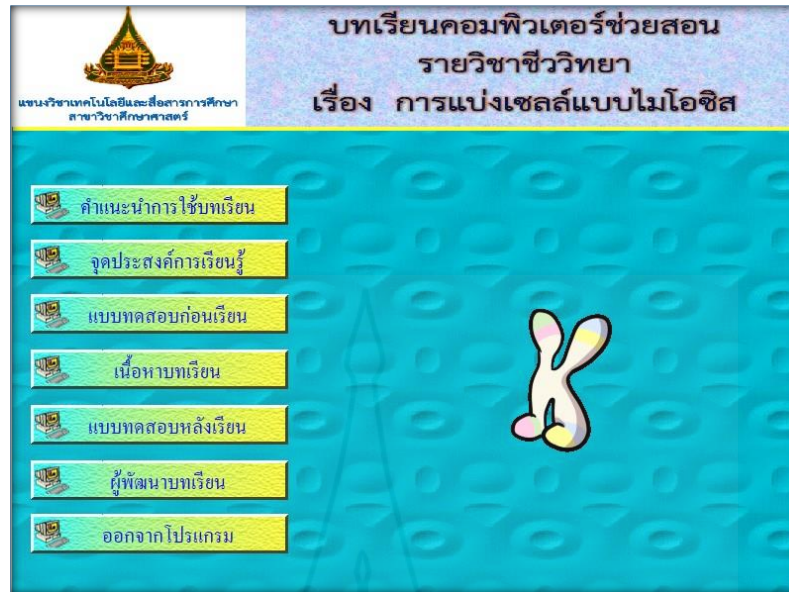 บทเรียนคอมพิวเตอร์ช่วยสอน
รายวิชาชีววิทยา
เรื่อง การแบ่งเซลล์แบบไมโอซิส
แขนงวิชาเทคโนโลยีและสื่อสารการศึกษา
สาขาวิชาศึกษาศาสตร์
คำแนะนำการใช้บทเรียน
จุดประสงค์การเรียนรู้
แบบทดสอบก่อนเรียน
เนื้อหาบทเรียน
แบบทดสอบหลังเรียน
ผู้พัฒนาบทเรียน
ออกจากโปรแกรม